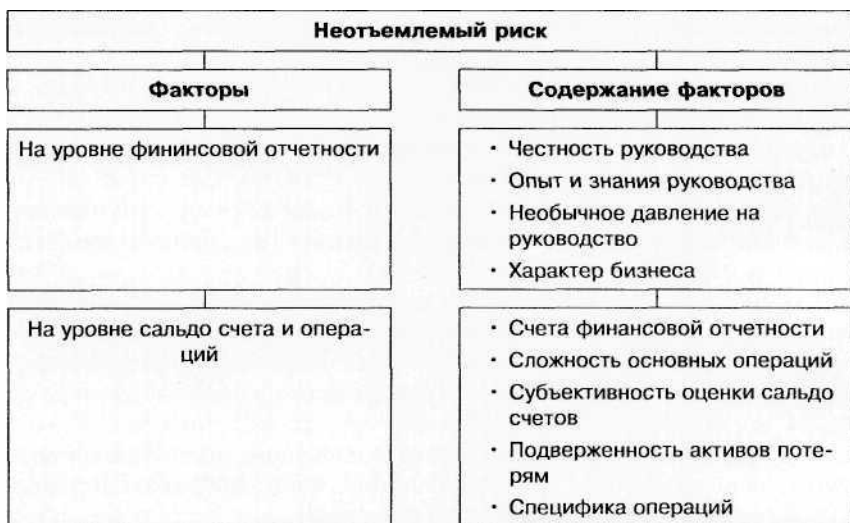 Неотъемлемый риск
Факторы
Содержание факторов
На уровне фининсовой отчетности
• Честность руководства
• Опыт и знания руководства
• Необычное давление на
руководство
• Характер бизнеса
На уровне сальдо счета и опера-
ций
• Счета финансовой отчетности
• Сложность основных операций
• Субъективность оценки сальдо
счетов
• Подверженность активов поте-
рям
• Специфика операций